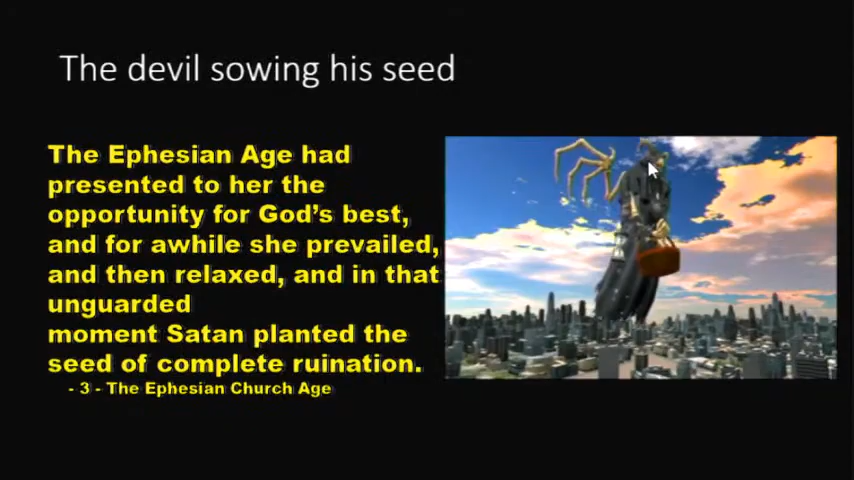 The devil sowing his seed
The Ephesian Age had
presented to her the
opportunity for God's best,
and for awhile she prevailed,
and then relaxed, and in that
unguarded
moment Satan planted the
seed of complete ruination.
- 3 - The Ephesian Church Age